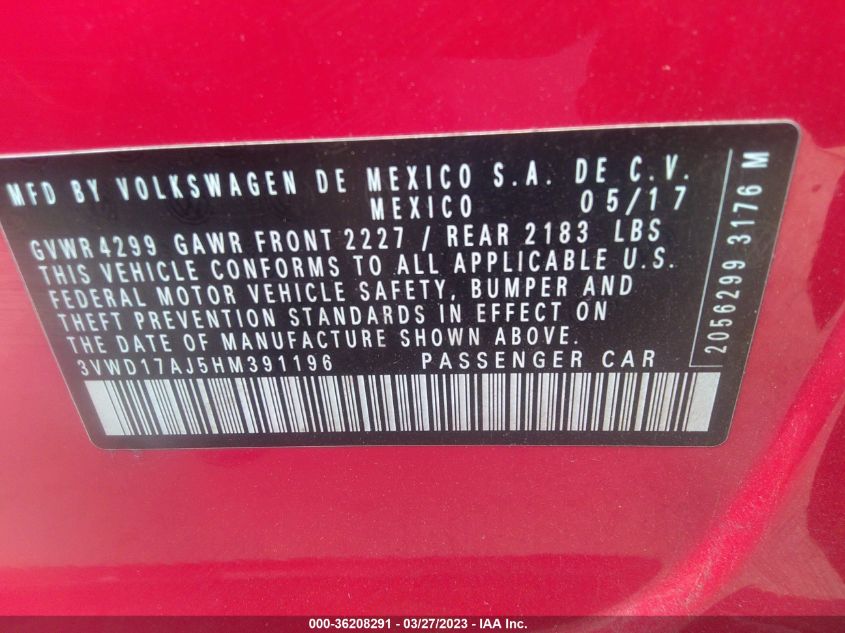 MFD BY VOLKSWAGEN DE MEXICO S.A. DE C.V.
MEXICO 05/17
GVWR 4299 GAWR FRONT 2227 / REAR 2183 LBS
THIS VEHICLE CONFORMS TO ALL APPLICABLE U.S.
FEDERAL MOTOR VEHICLE SAFETY, BUMPER AND
THEFT PREVENTION STANDARDS IN EFFECT ON
THE DATE OF MANUFACTURE SHOWN ABOVE.
3VWD17AJ5HM391196 PASSENGER CAR
2056299 3176 M
000-36208291 - 03/27/2023 - IAA Inc.